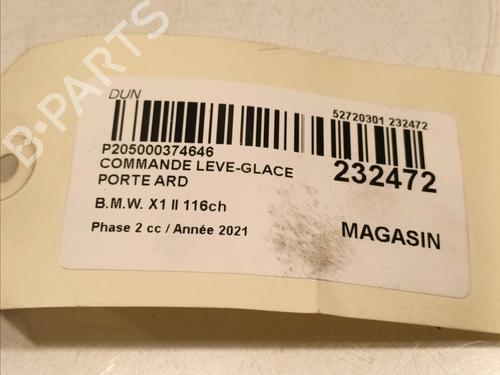 B-PARTS
DUN
52720301 232472
P205000374646
COMMANDE LEVE-GLACE
PORTE ARD
232472
B.M.W. X1 II 116ch
Phase 2 cc / Année 2021
MAGASIN